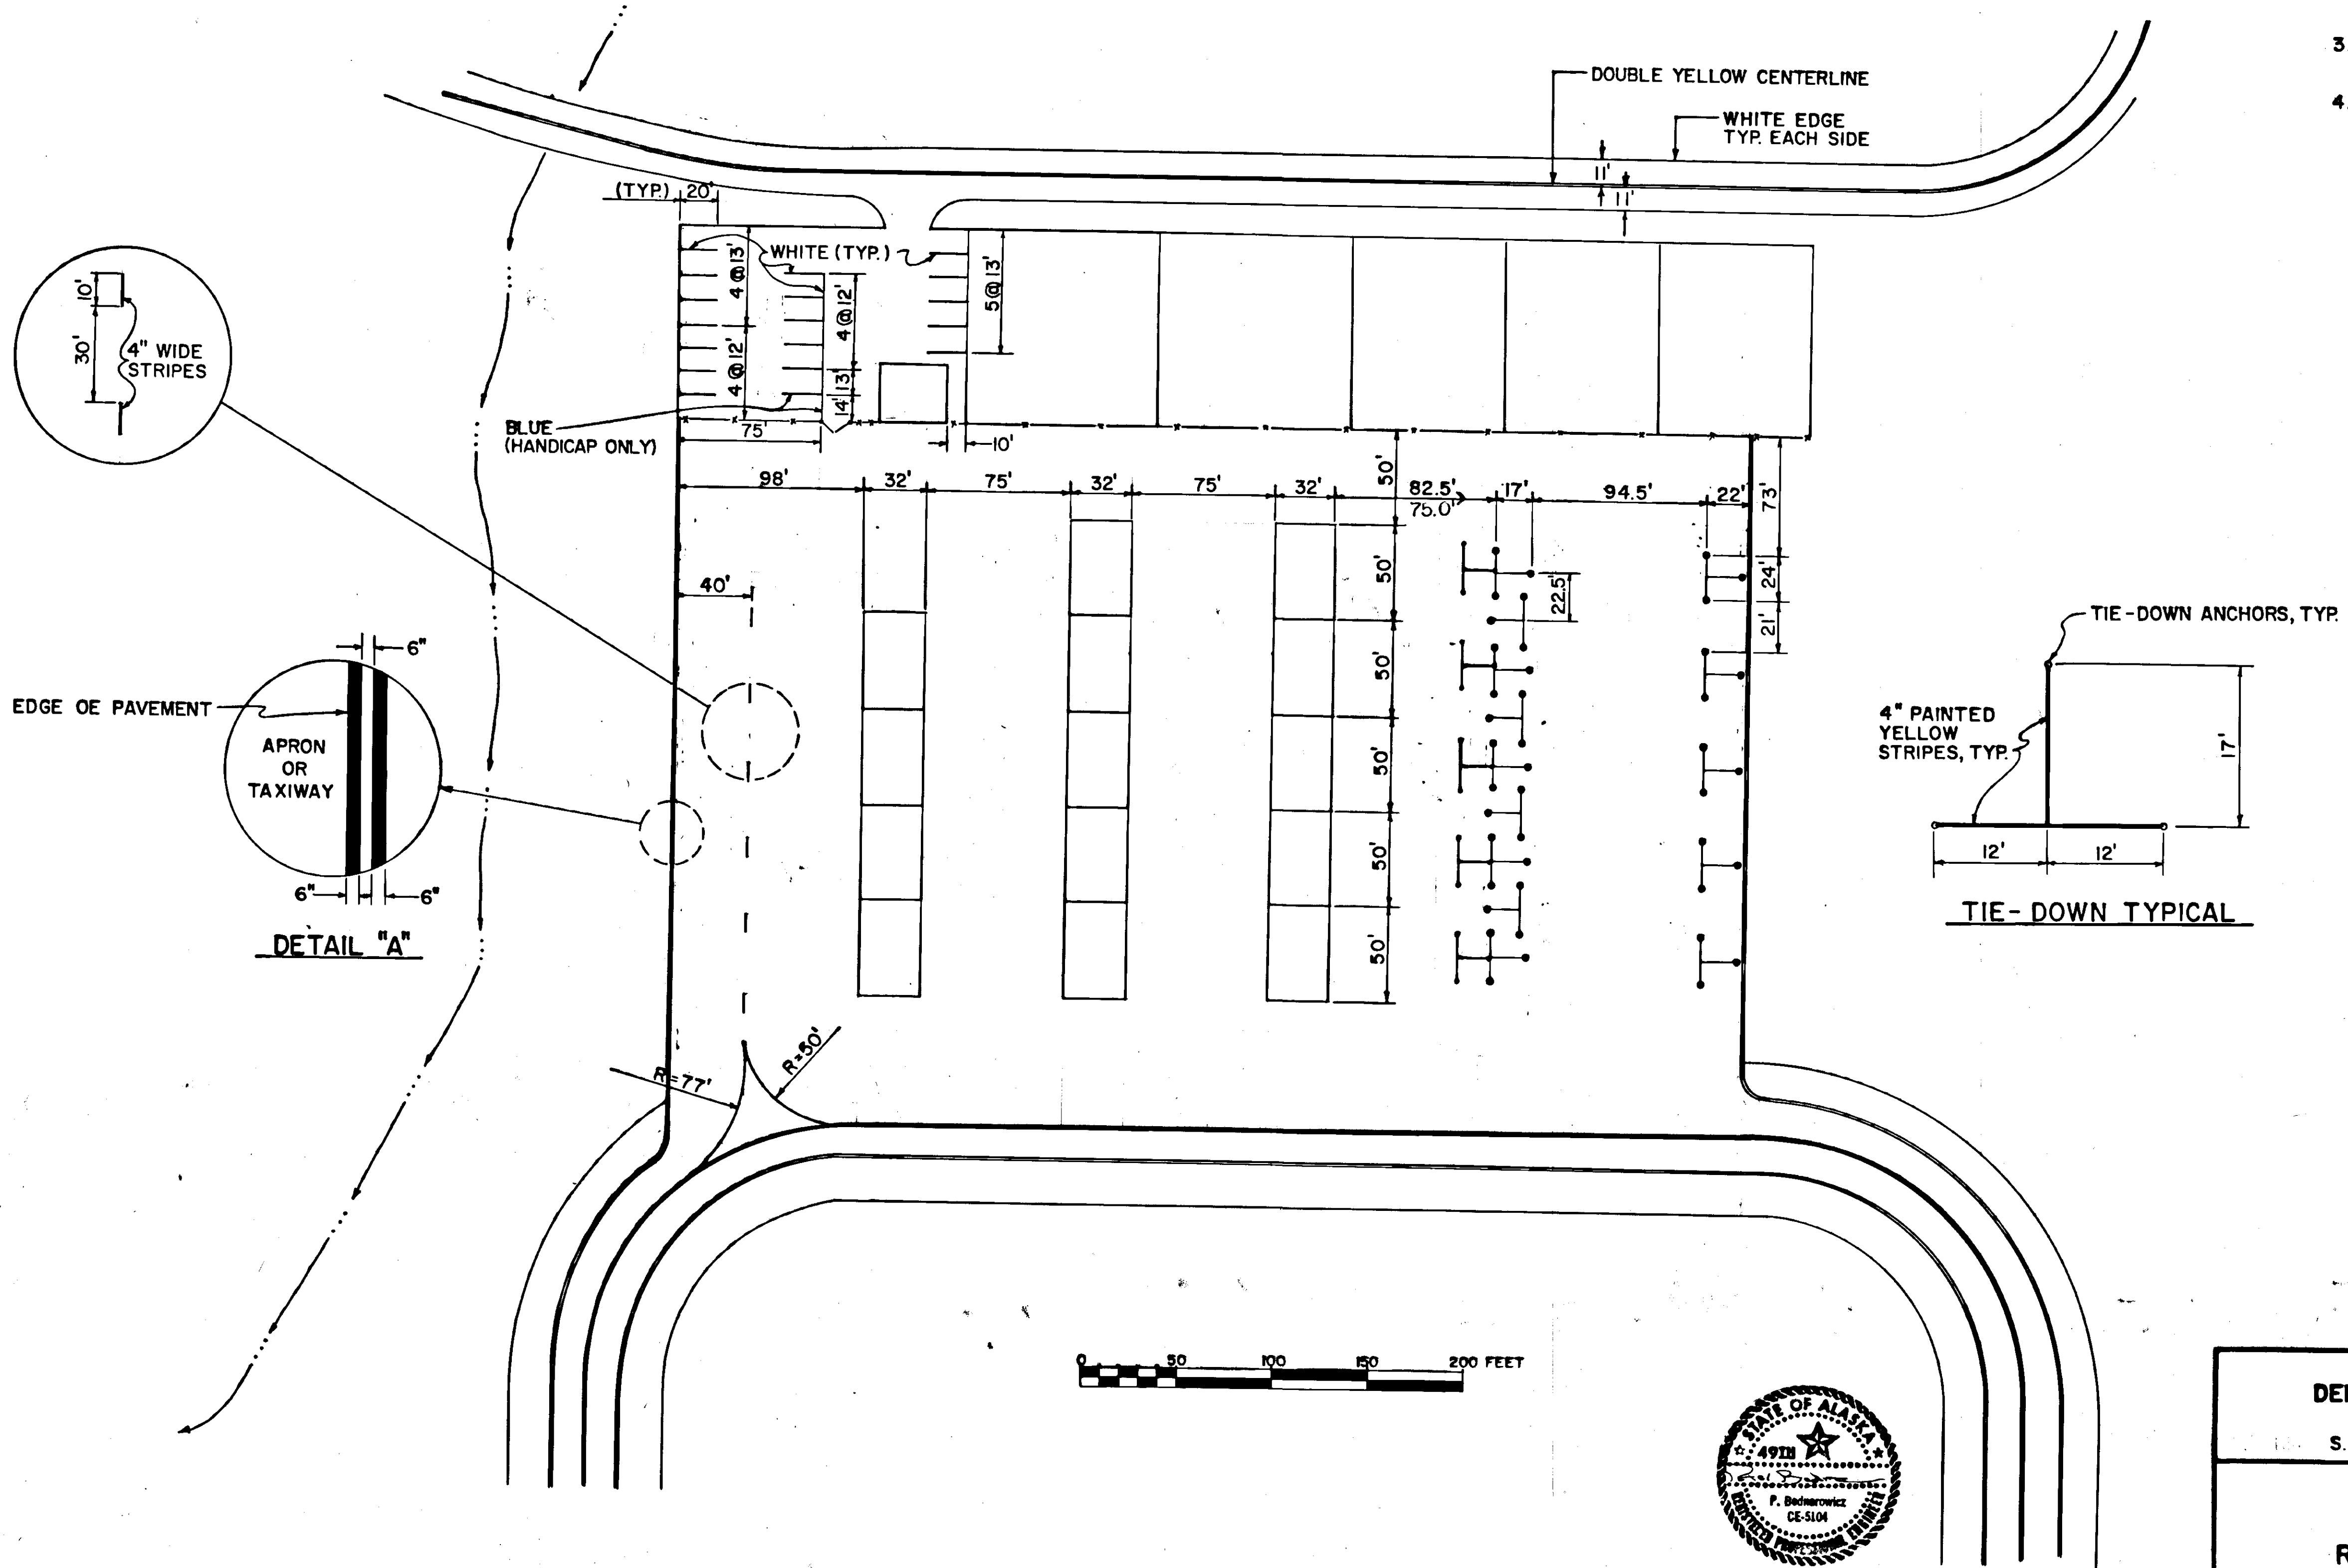 3
4
DOUBLE YELLOW CENTERLINE
WHITE EDGE
TYP. EACH SIDE
11'
11'
(TYP.) 20'
WHITE (TYP.)
4 @ 13'
4 @ 12'
4 @ 12'
13'
14'
5 @ 13'
10'
30'
4" WIDE
STRIPES
BLUE
(HANDICAP ONLY)
75'
10'
98'
32'
75'
32'
75'
32'
82.5'
75.0'
17'
94.5'
22'
50'
73'
50'
50'
50'
50'
50'
22.5'
24'
21'
40'
6"
EDGE OE PAVEMENT
APRON
OR
TAXIWAY
6"
6"
DETAIL "A"
TIE-DOWN ANCHORS, TYP.
4" PAINTED
YELLOW
STRIPES, TYP.
17'
12'
12'
TIE-DOWN TYPICAL
R=77'
R=50'
0 50 100 150 200 FEET
STATE OF ALASKA
49TH
P. Bednarowicz
CE-5104
REGISTERED PROFESSIONAL ENGINEER
DE
S.